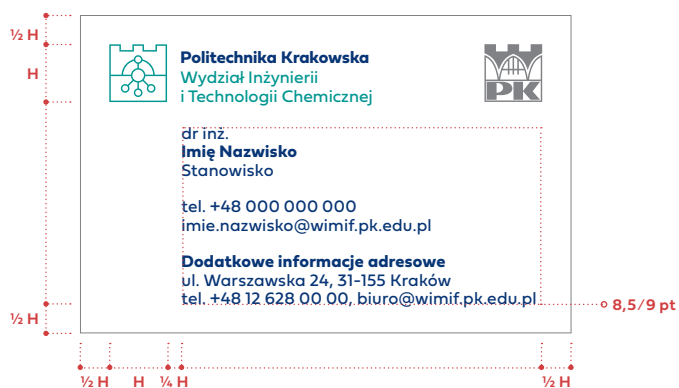 ½ H
H
Politechnika Krakowska
Wydział Inżynierii
i Technologii Chemicznej
PK
dr inż.
Imię Nazwisko
Stanowisko
tel. +48 000 000 000
imie.nazwisko@wimif.pk.edu.pl
Dodatkowe informacje adresowe
ul. Warszawska 24, 31-155 Kraków
tel. +48 12 628 00 00, biuro@wimif.pk.edu.pl
8,5/9 pt
½ H
½ H H ¼ H ½ H